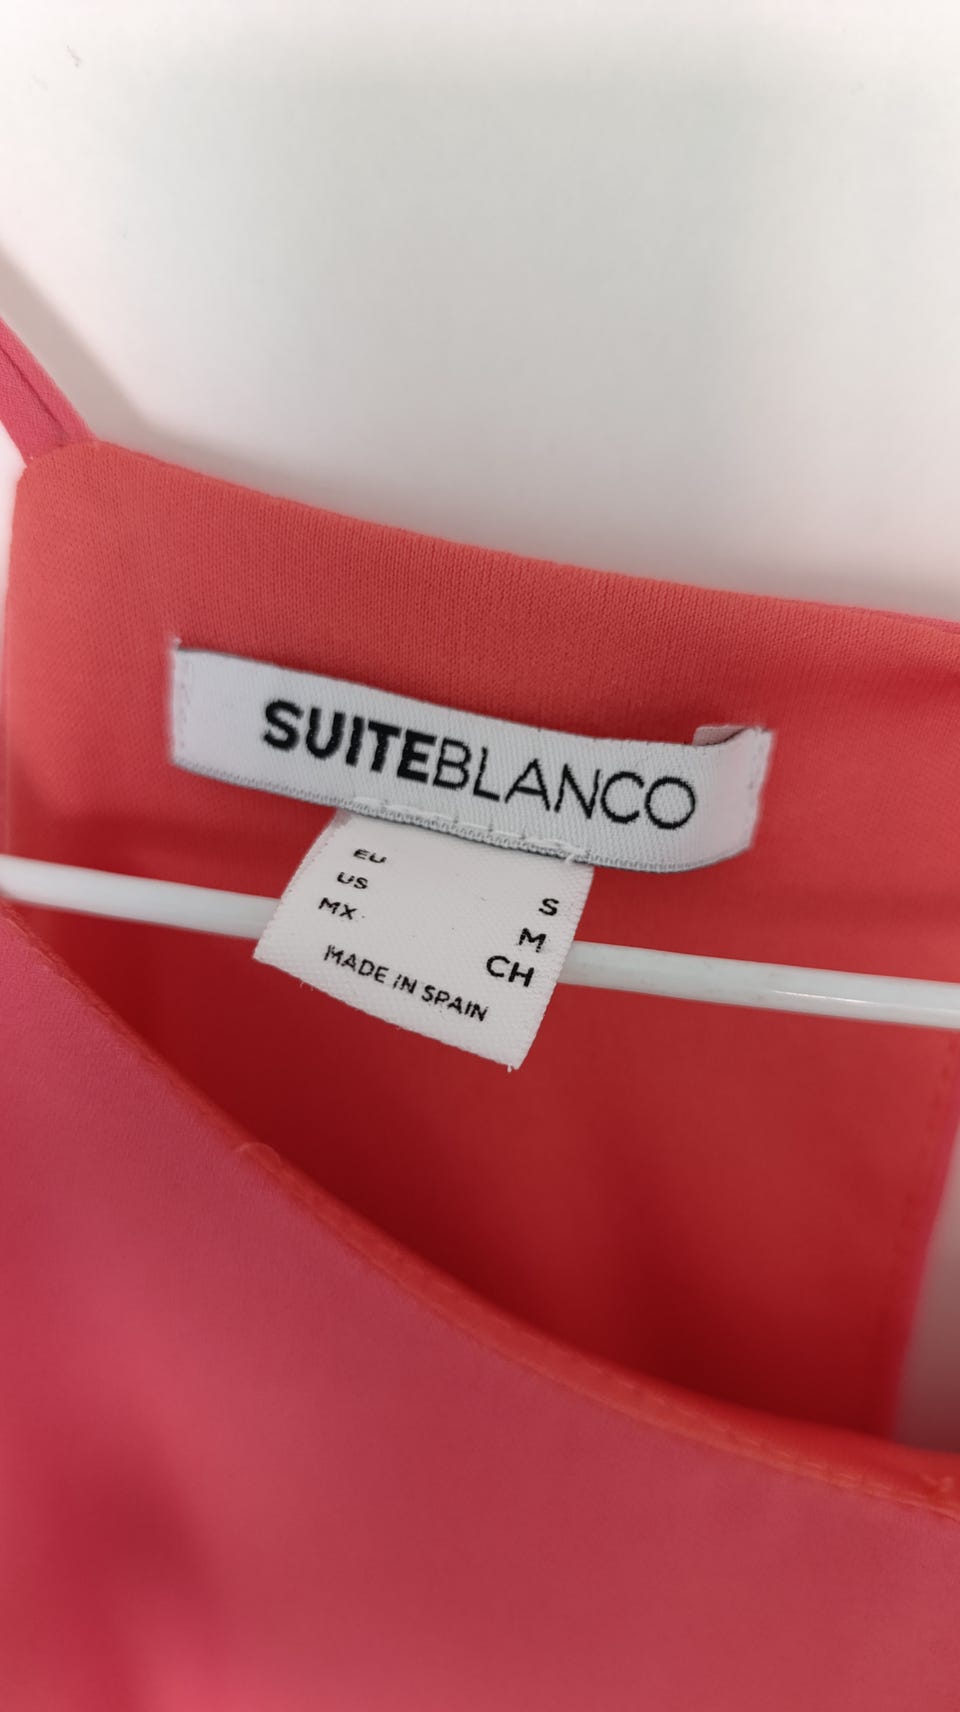 SUITEBLANCO
EU S
US M
MX CH
MADE IN SPAIN